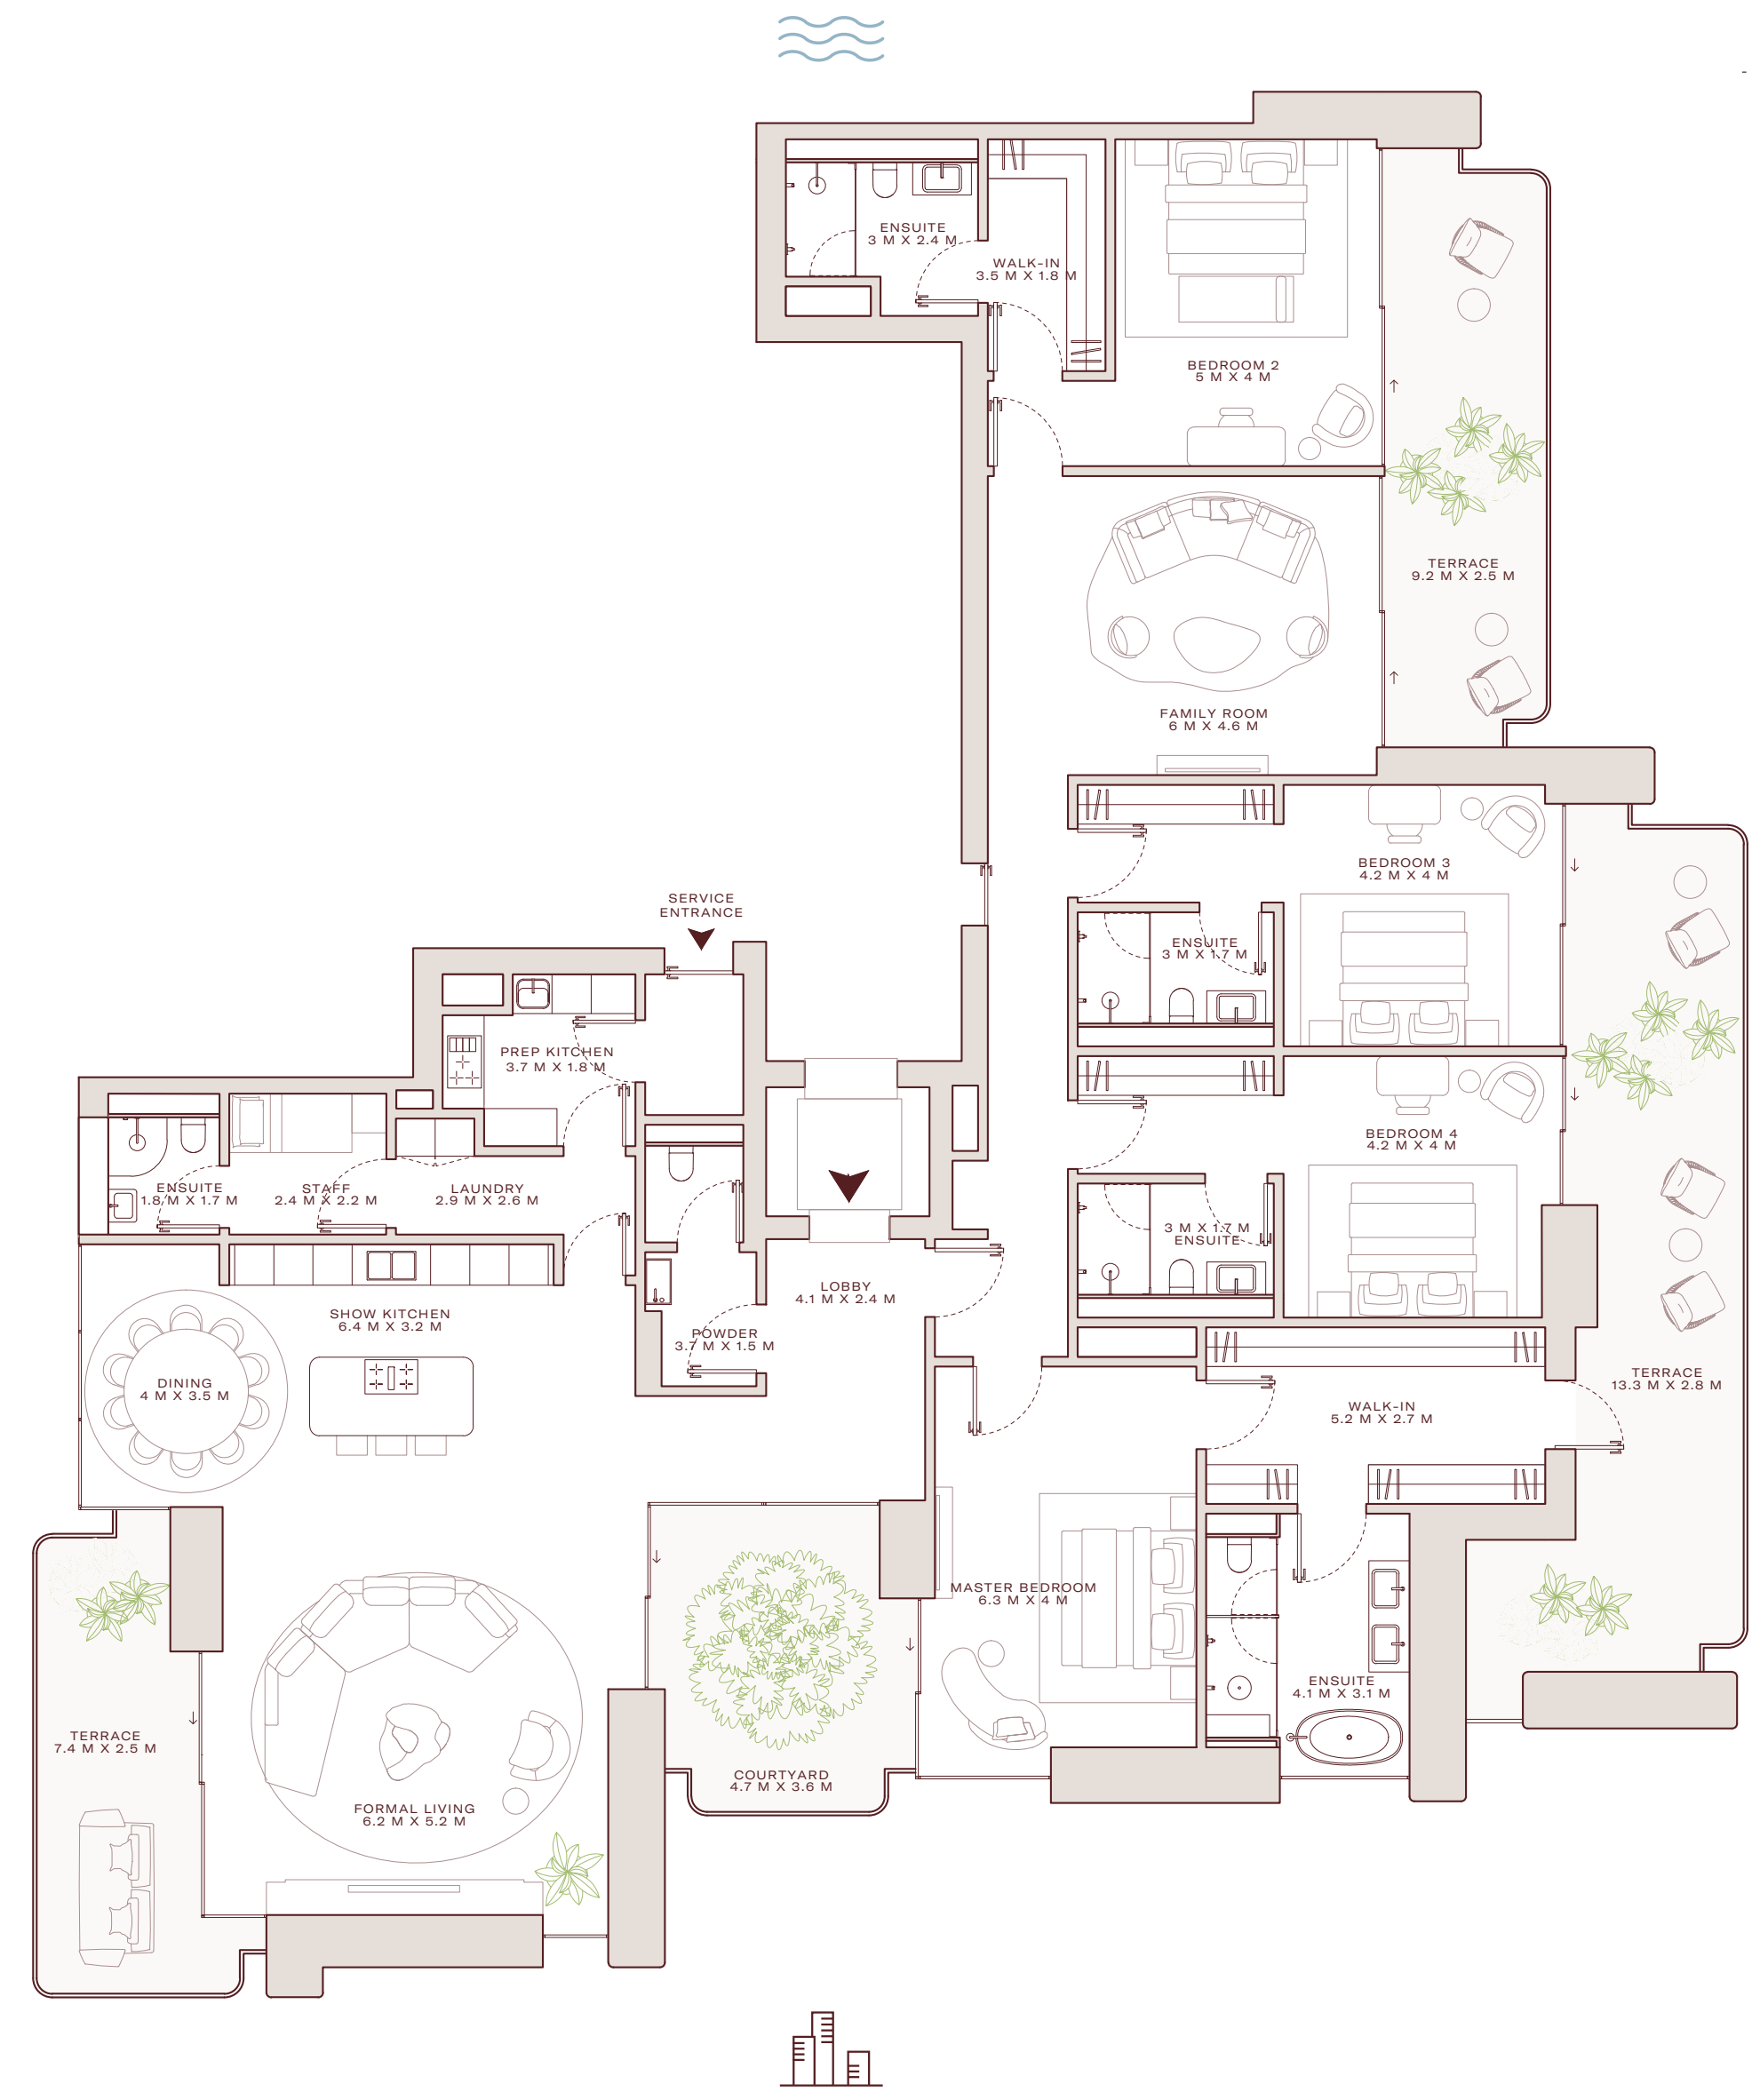 ENSUITE
3 M X 2.4 M
WALK-IN
3.5 M X 1.8 M
BEDROOM 2
5 M X 4 M
TERRACE
9.2 M X 2.5 M
FAMILY ROOM
6 M X 4.6 M
BEDROOM 3
4.2 M X 4 M
SERVICE
ENTRANCE
ENSUITE
3 M X 1.7 M
PREP KITCHEN
3.7 M X 1.8 M
BEDROOM 4
4.2 M X 4 M
ENSUITE
1.8 M X 1.7 M
STAFF
2.4 M X 2.2 M
LAUNDRY
2.9 M X 2.6 M
3 M X 1.7 M
ENSUITE
LOBBY
4.1 M X 2.4 M
SHOW KITCHEN
6.4 M X 3.2 M
POWDER
3.7 M X 1.5 M
DINING
4 M X 3.5 M
TERRACE
13.3 M X 2.8 M
WALK-IN
5.2 M X 2.7 M
MASTER BEDROOM
6.3 M X 4 M
ENSUITE
4.1 M X 3.1 M
TERRACE
7.4 M X 2.5 M
COURTYARD
4.7 M X 3.6 M
FORMAL LIVING
6.2 M X 5.2 M